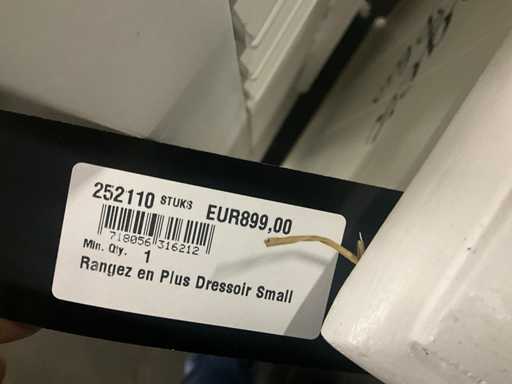 252110 STUKS EUR899,00
718056 316212
Min. Qty. 1
Rangez en Plus Dressoir Small